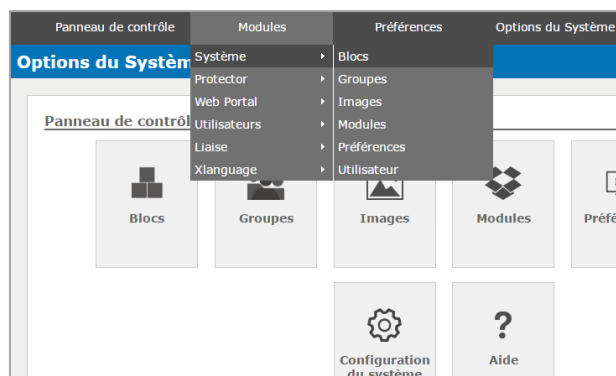 Panneau de contrôle Modules Préférences Options du Système
Options du Systèm
Système Blocs
Protector Groupes
Web Portal Images
Utilisateurs Modules
Liaise Préférences
Xlanguage Utilisateur
Panneau de contrôl
Blocs Groupes Images Modules Préfé
Configuration Aide
du système